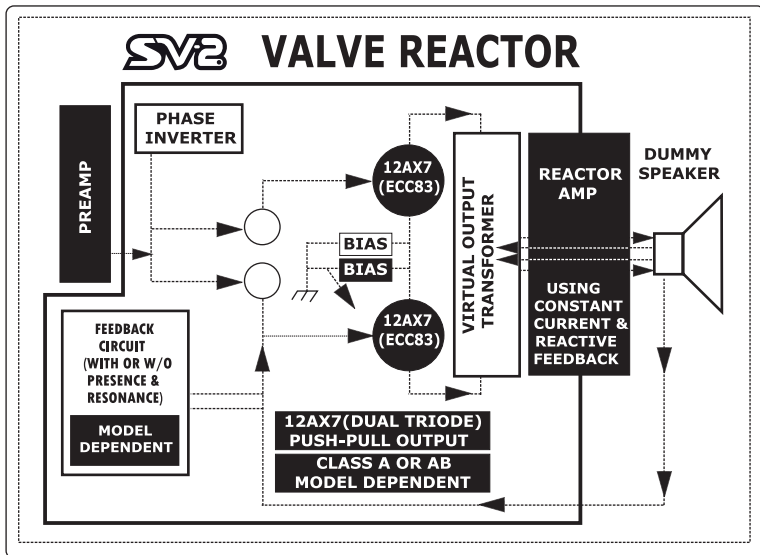 SV2 VALVE REACTOR
PREAMP
PHASE
INVERTER
12AX7
(ECC83)
BIAS
BIAS
12AX7
(ECC83)
VIRTUAL OUTPUT
TRANSFORMER
REACTOR
AMP
USING
CONSTANT
CURRENT &
REACTIVE
FEEDBACK
DUMMY
SPEAKER
FEEDBACK
CIRCUIT
(WITH OR W/O
PRESENCE &
RESONANCE)
MODEL
DEPENDENT
12AX7(DUAL TRIODE)
PUSH-PULL OUTPUT
CLASS A OR AB
MODEL DEPENDENT